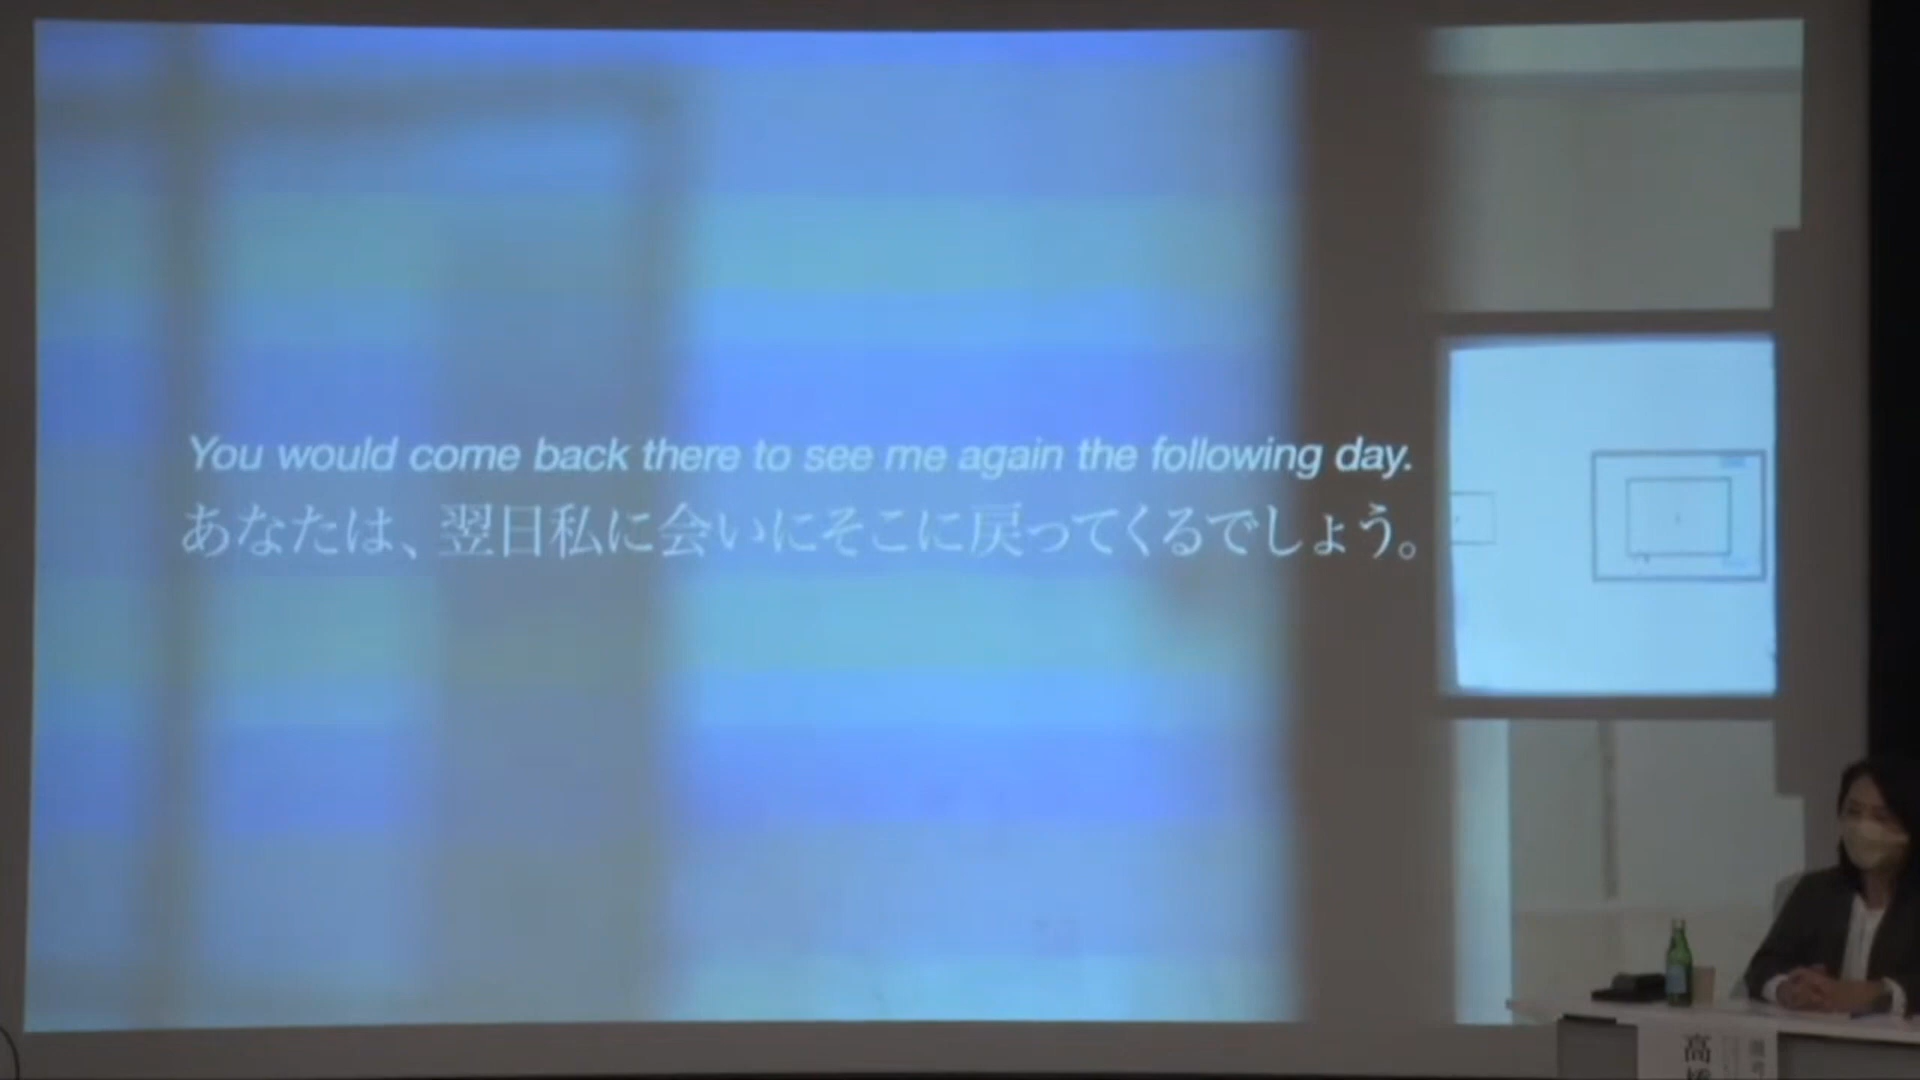 You would come back there to see me again the following day.
あなたは、翌日私に会いにそこに戻ってくるでしょう。
高